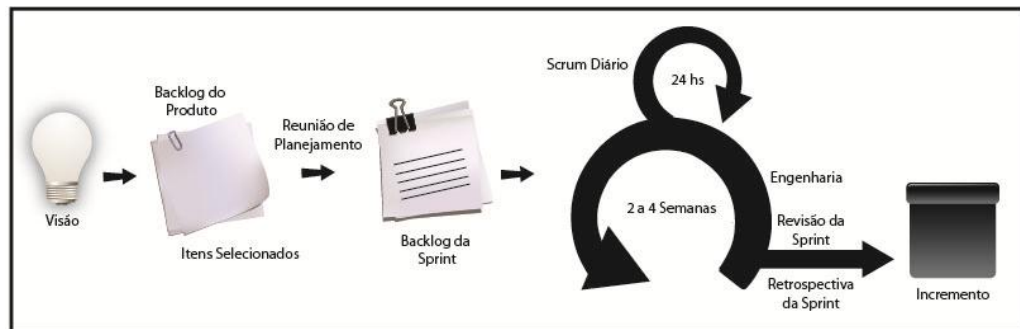 Visão
Backlog do
Produto
Itens Selecionados
Reunião de
Planejamento
Backlog da
Sprint
Scrum Diário
24 hs
2 a 4 Semanas
Engenharia
Revisão da
Sprint
Retrospectiva
da Sprint
Incremento